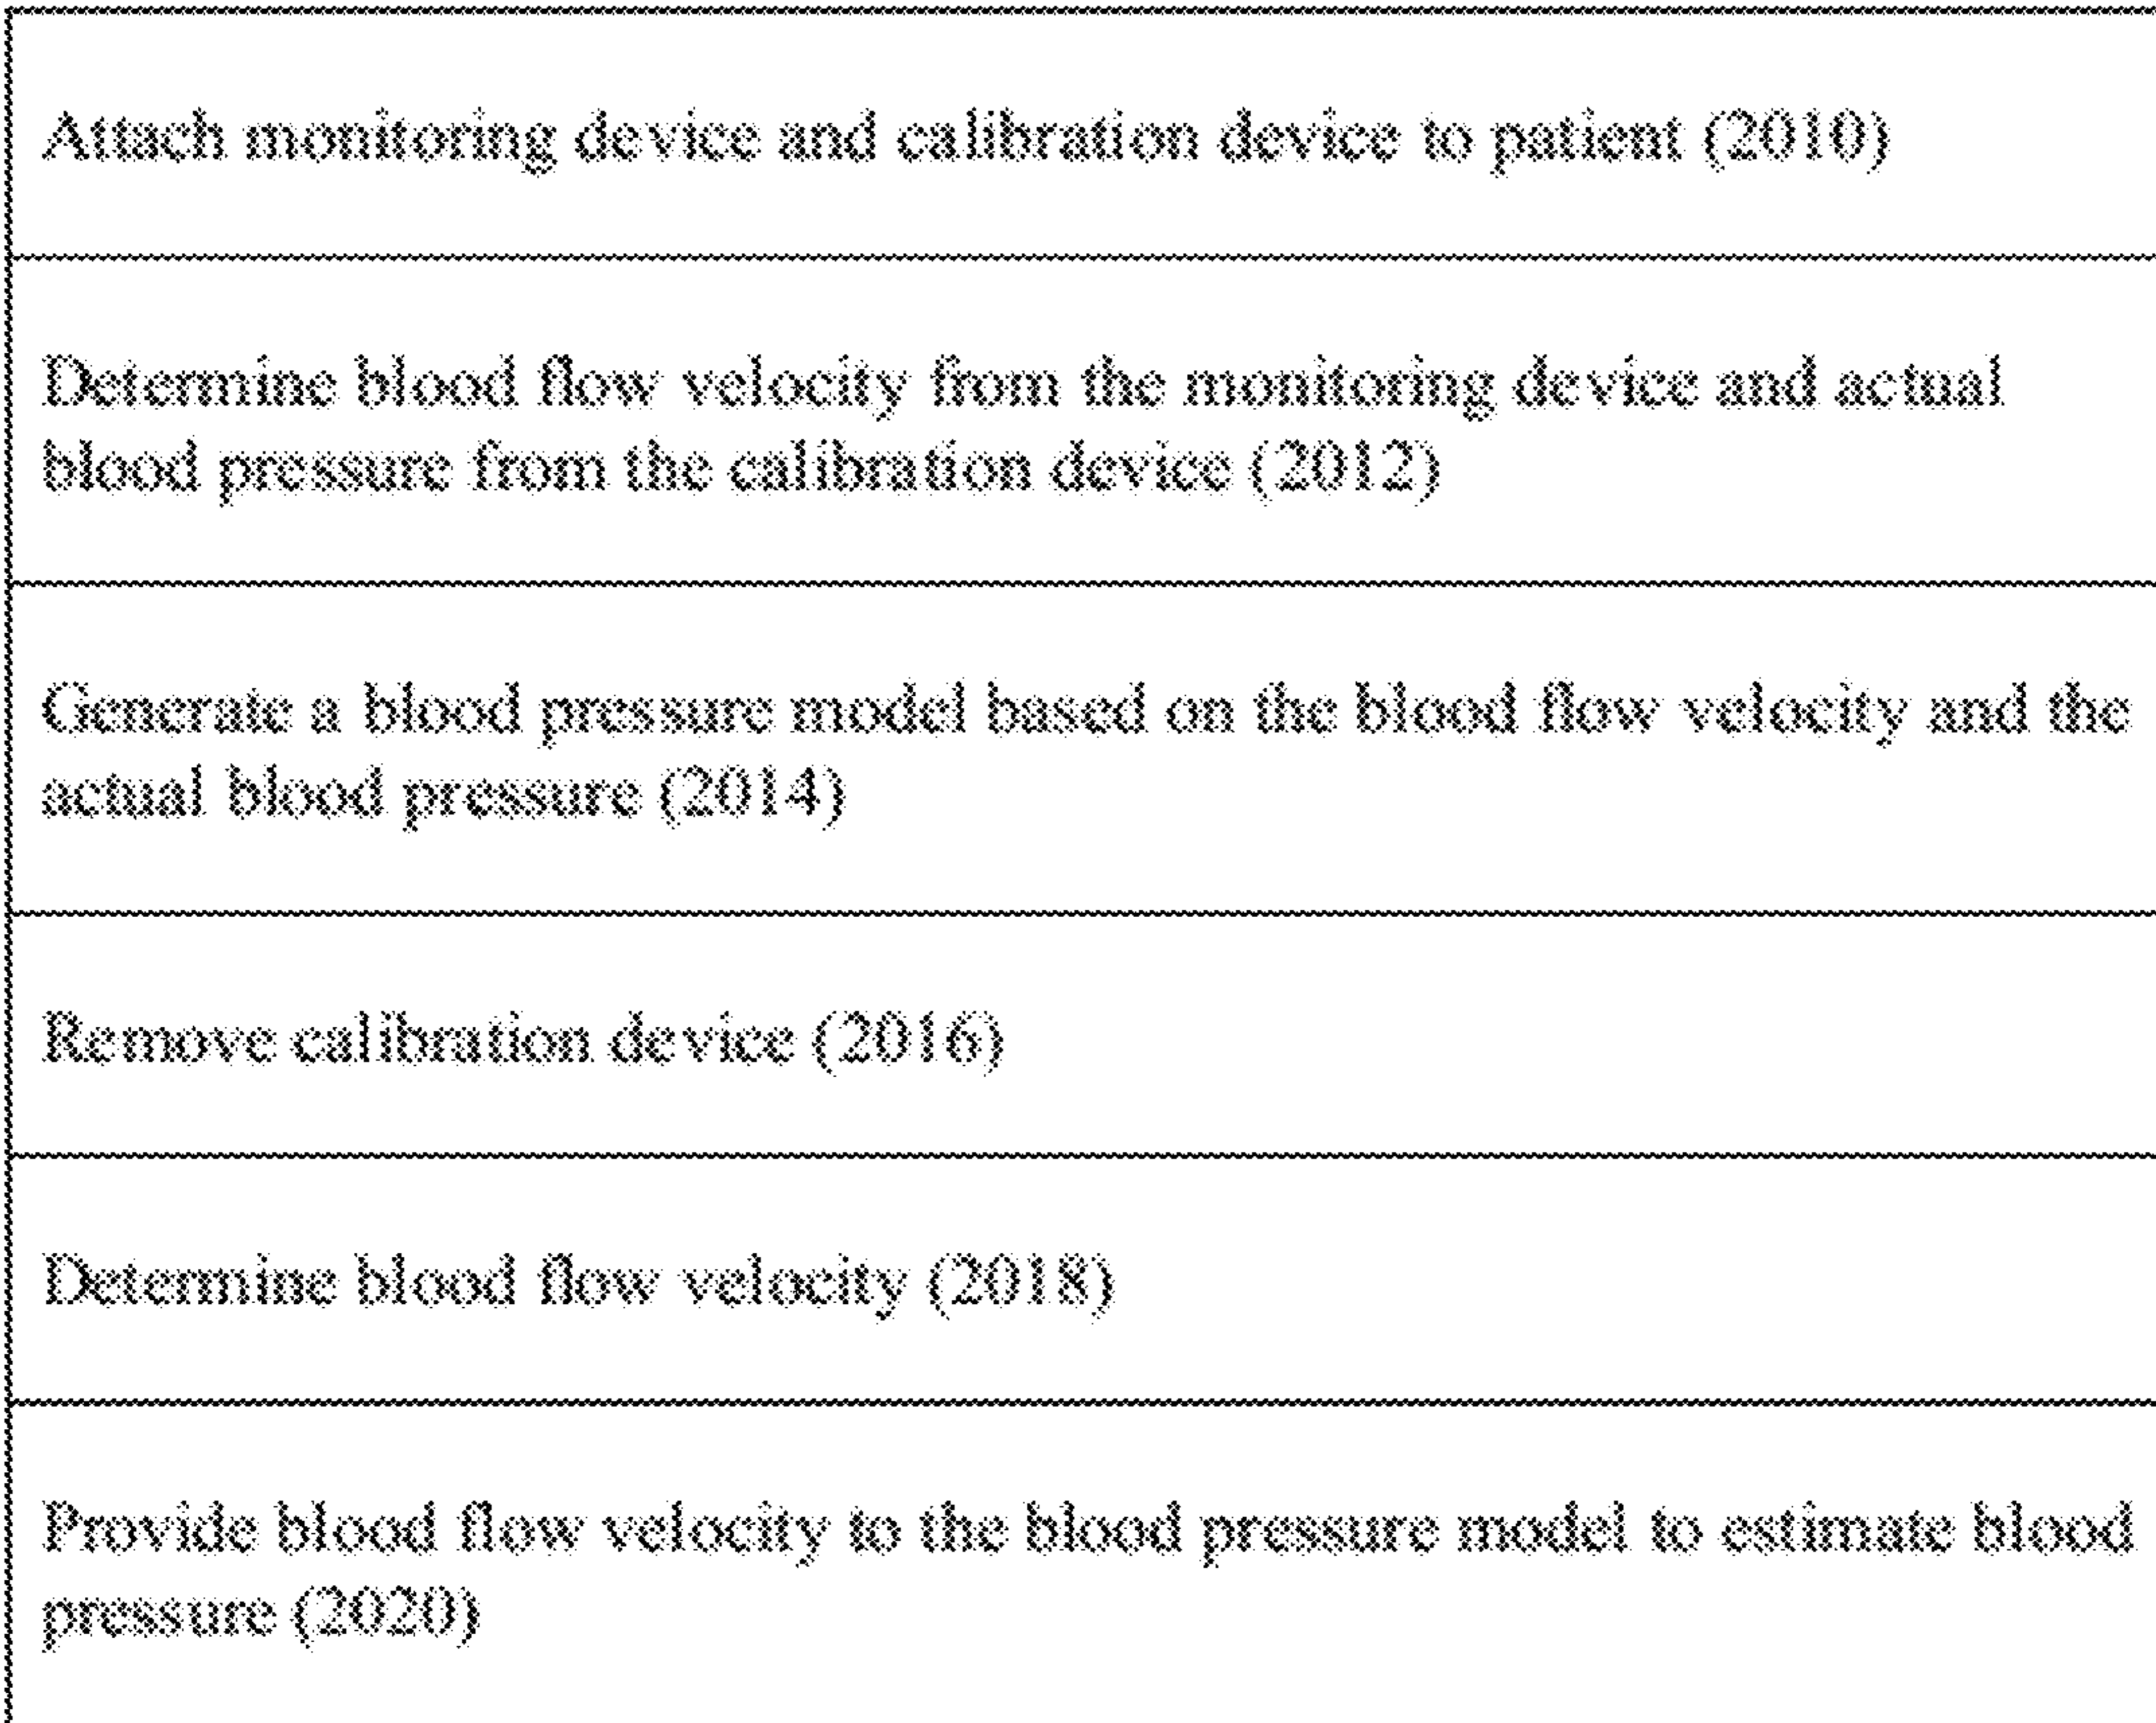 Attach monitoring device and calibration device to patient (2010)
Determine blood flow velocity from the monitoring device and actual
blood pressure from the calibration device (2012)
Generate a blood pressure model based on the blood flow velocity and the
actual blood pressure (2014)
Remove calibration device (2016)
Determine blood flow velocity (2018)
Provide blood flow velocity to the blood pressure model to estimate blood
pressure (2020)